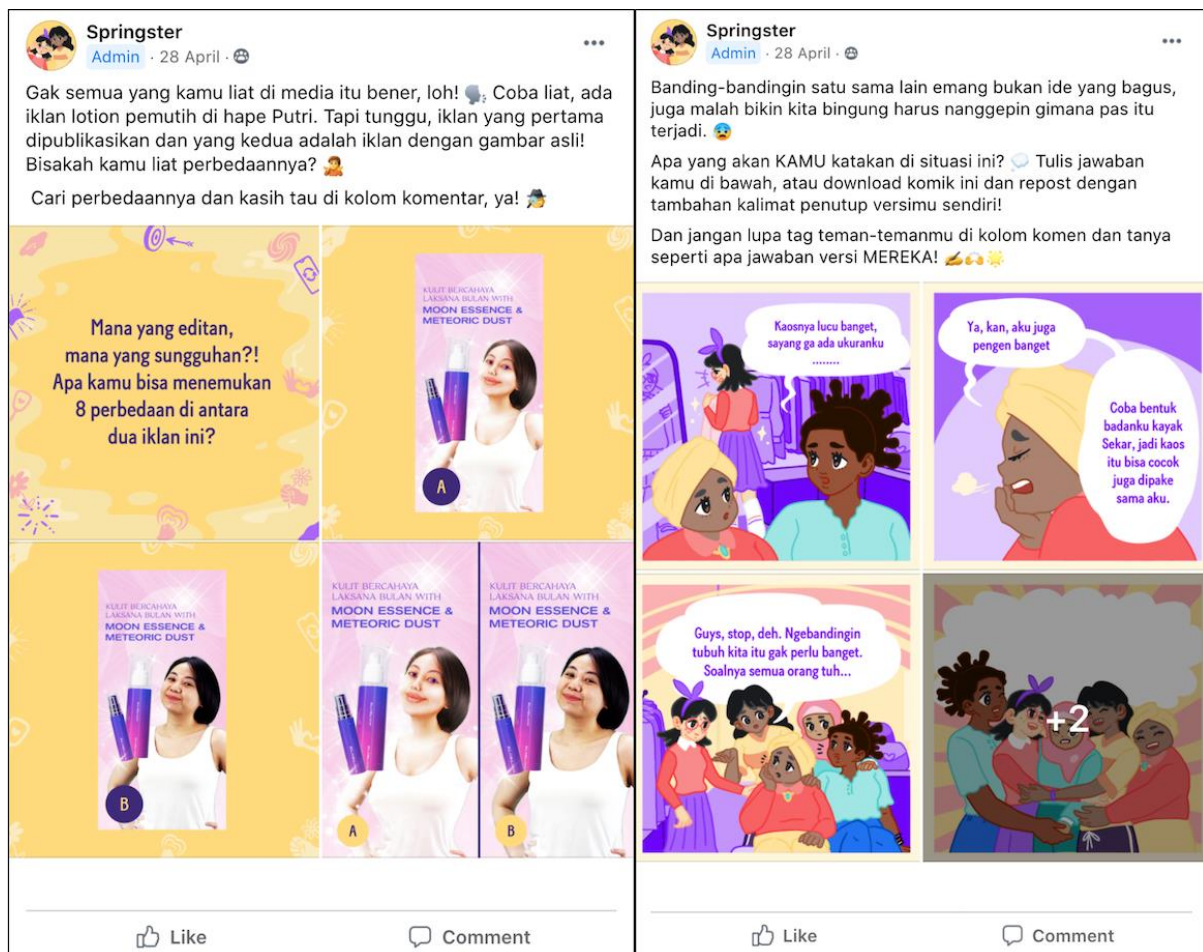 Springster
Admin · 28 April ·
Gak semua yang kamu liat di media itu bener, loh! 🗣️ Coba liat, ada
iklan lotion pemutih di hape Putri. Tapi tunggu, iklan yang pertama
dipublikasikan dan yang kedua adalah iklan dengan gambar asli!
Bisakah kamu liat perbedaannya? 🤷
Cari perbedaannya dan kasih tau di kolom komentar, ya! 🕵️
Mana yang editan,
mana yang sungguhan?!
Apa kamu bisa menemukan
8 perbedaan di antara
dua iklan ini?
KULIT BERCAHAYA
LAKSANA BULAN WITH
MOON ESSENCE &
METEORIC DUST
A
KULIT BERCAHAYA
LAKSANA BULAN WITH
MOON ESSENCE &
METEORIC DUST
B
KULIT BERCAHAYA
LAKSANA BULAN WITH
MOON ESSENCE &
METEORIC DUST
A
KULIT BERCAHAYA
LAKSANA BULAN WITH
MOON ESSENCE &
METEORIC DUST
B
Like
Comment
Springster
Admin · 28 April ·
Banding-bandingin satu sama lain emang bukan ide yang bagus,
juga malah bikin kita bingung harus nanggepin gimana pas itu
terjadi. 😰
Apa yang akan KAMU katakan di situasi ini? 💭 Tulis jawaban
kamu di bawah, atau download komik ini dan repost dengan
tambahan kalimat penutup versimu sendiri!
Dan jangan lupa tag teman-temanmu di kolom komen dan tanya
seperti apa jawaban versi MEREKA! ✍️🙌🌟
Kaosnya lucu banget,
sayang ga ada ukuranku
........
Ya, kan, aku juga
pengen banget
Coba bentuk
badanku kayak
Sekar, jadi kaos
itu bisa cocok
juga dipake
sama aku.
Guys, stop, deh. Ngebandingin
tubuh kita itu gak perlu banget.
Soalnya semua orang tuh...
+2
Like
Comment